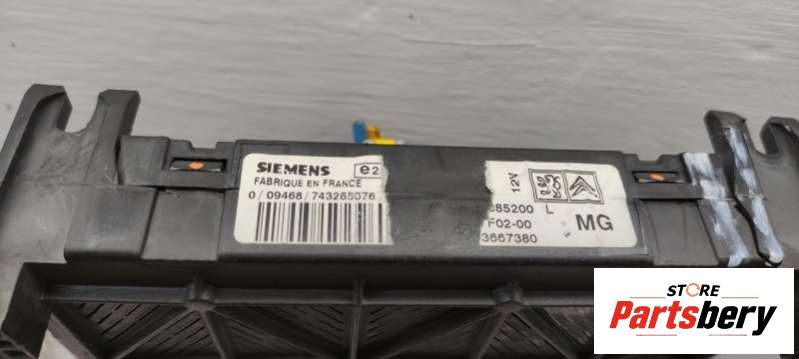 SIEMENS e2
FABRIQUE EN FRANCE
0/09468/743265076
12V
85200 L
F02-00
3667380
MG
STORE
Partsbery